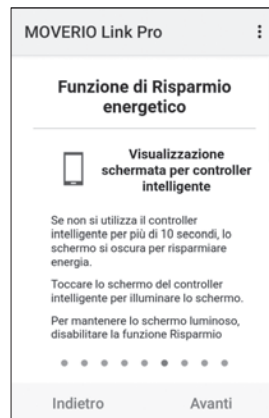 MOVERIO Link Pro
Funzione di Risparmio
energetico
Visualizzazione
schermata per controller
intelligente
Se non si utilizza il controller
intelligente per più di 10 secondi, lo
schermo si oscura per risparmiare
energia.
Toccare lo schermo del controller
intelligente per illuminare lo schermo.
Per mantenere lo schermo luminoso,
disabilitare la funzione Risparmio
Indietro
Avanti